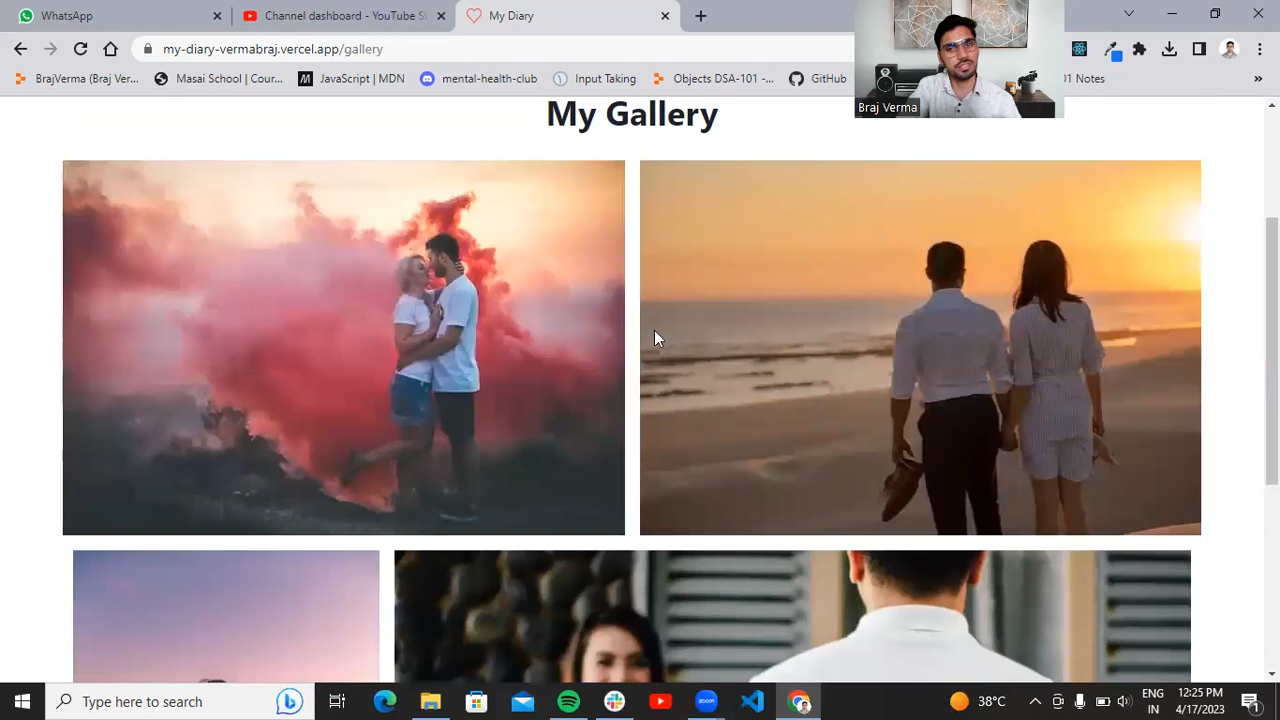 WhatsApp
Channel dashboard - YouTube St
My Diary
my-diary-vermabraj.vercel.app/gallery
BrajVerma (Braj Ver...
Masai School | Cour...
JavaScript | MDN
mental-health-club
Input Taking
Objects DSA-101 -...
GitHub
01 Notes
»
Braj Verma
My Gallery
Type here to search
38°C
ENG
IN
12:25 PM
4/17/2023
1